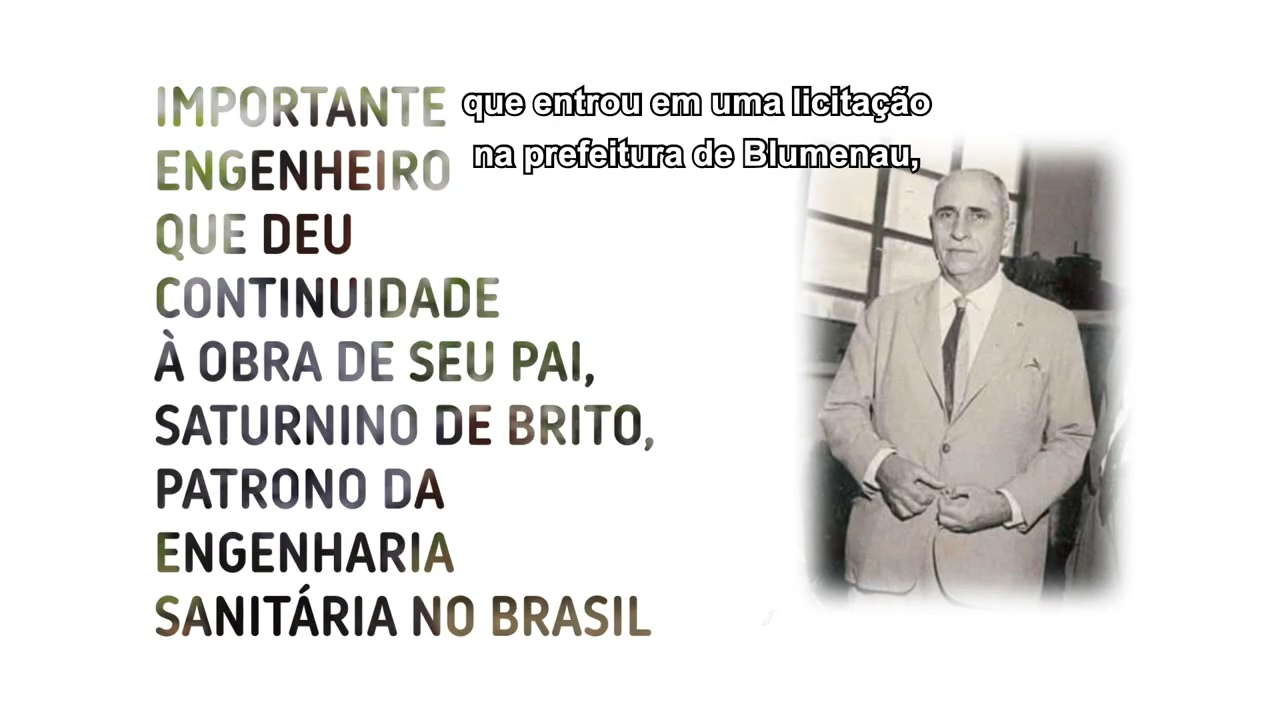 IMPORTANTE
ENGENHEIRO
QUE DEU
CONTINUIDADE
À OBRA DE SEU PAI,
SATURNINO DE BRITO,
PATRONO DA
ENGENHARIA
SANITÁRIA NO BRASIL
que entrou em uma licitação
na prefeitura de Blumenau,